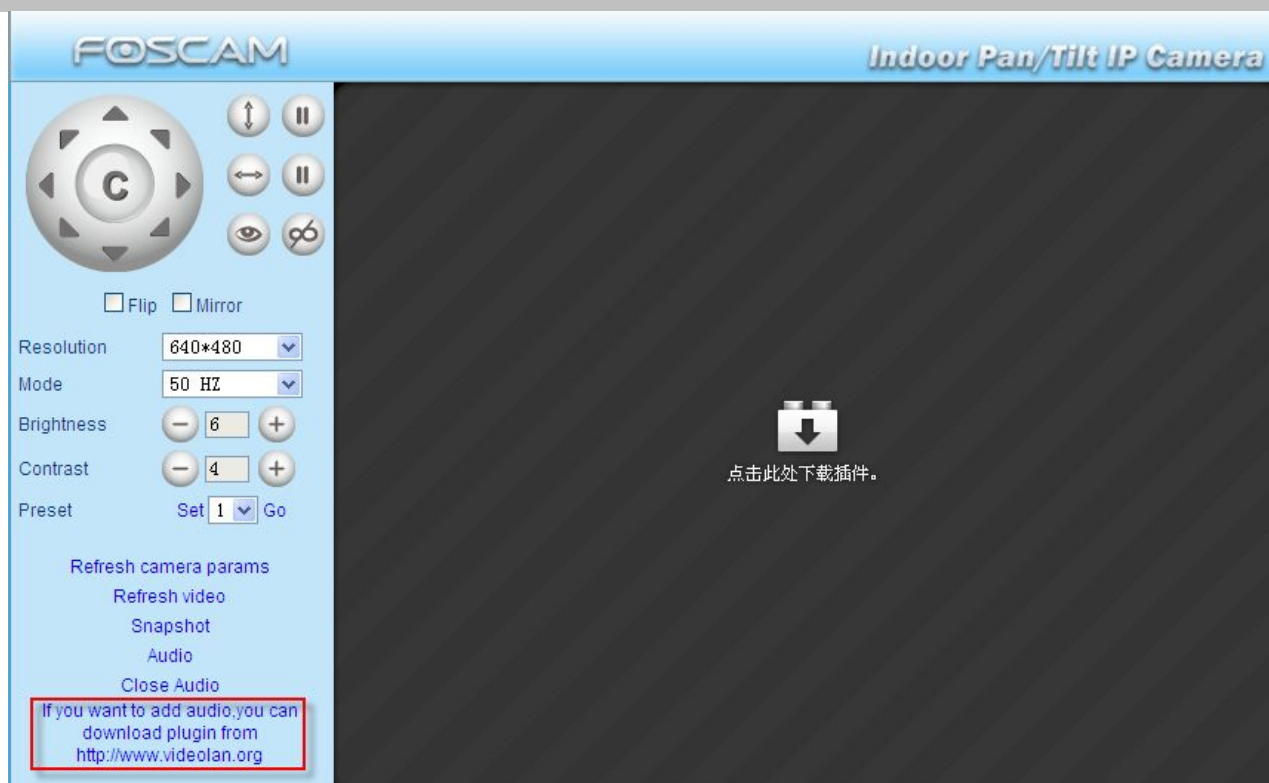 FOSCAM
Indoor Pan/Tilt IP Camera
C
Flip Mirror
Resolution 640*480
Mode 50 HZ
Brightness 6
Contrast 4
Preset Set 1 Go
点击此处下载插件。
Refresh camera params
Refresh video
Snapshot
Audio
Close Audio
If you want to add audio,you can
download plugin from
http://www.videolan.org